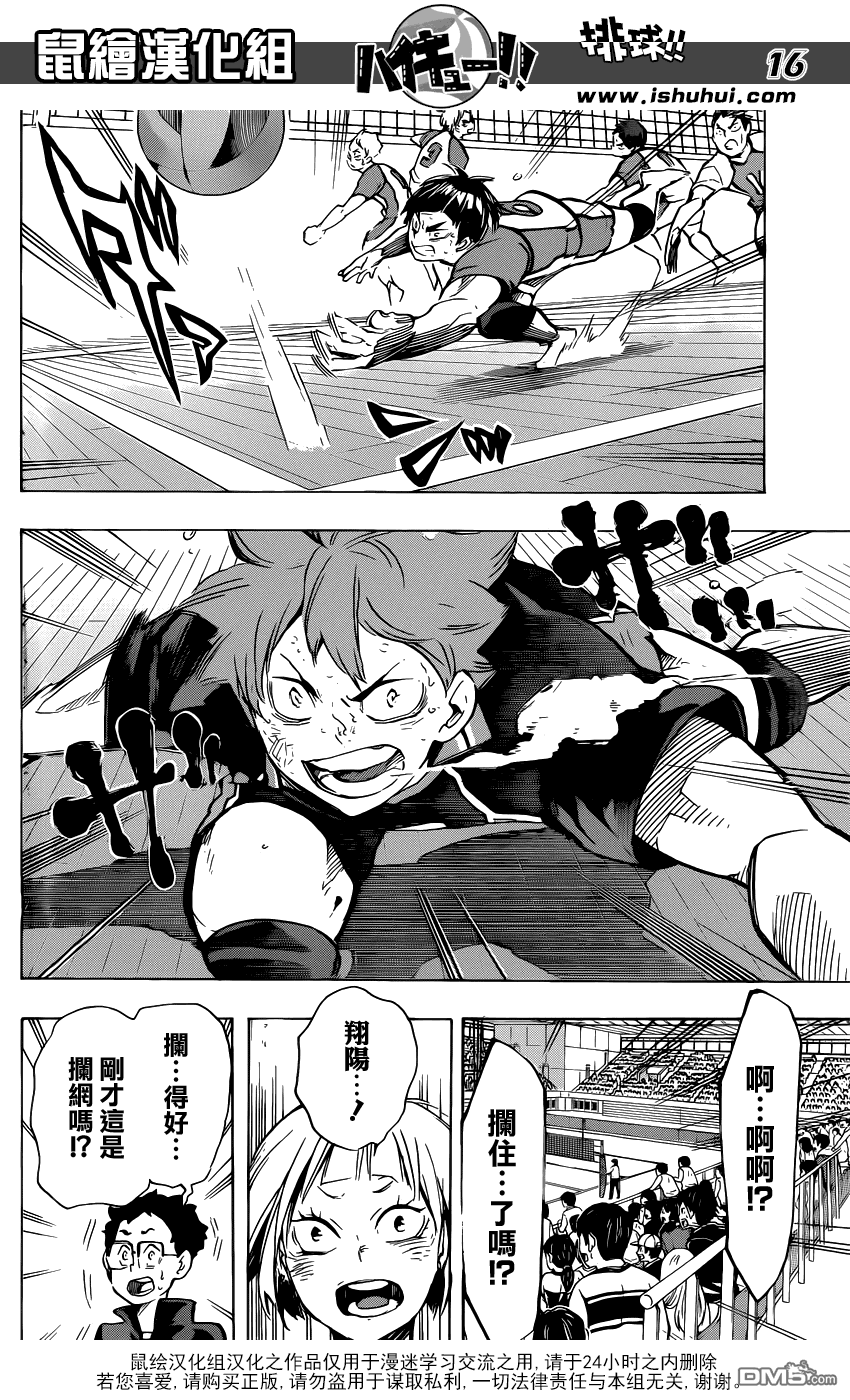 鼠繪漢化組
ハイキュー!!
排球!!
16
www.ishuhui.com
啊…啊啊!?
攔住…了嗎!?
翔陽…!
攔…得好…
剛才這是
攔網嗎!?
鼠绘汉化组汉化之作品仅用于漫迷学习交流之用, 请于24小时之内删除
若您喜爱, 请购买正版, 请勿盗用于谋取私利, 一切法律责任与本组无关, 谢谢。
DM5.com